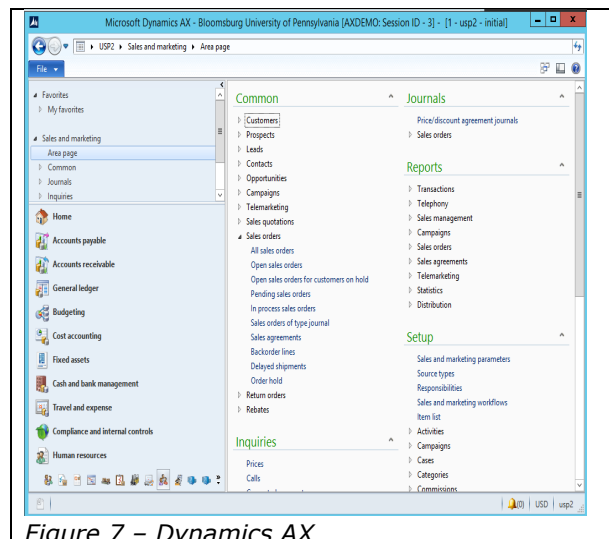 Microsoft Dynamics AX - Bloomsburg University of Pennsylvania [AXDEMO: Session ID - 3] - [1 - usp2 - initial]
USP2 Sales and marketing Area page
File
Favorites
My favorites
Sales and marketing
Area page
Common
Journals
Inquiries
Home
Accounts payable
Accounts receivable
General ledger
Budgeting
Cost accounting
Fixed assets
Cash and bank management
Travel and expense
Compliance and internal controls
Human resources
Common
Customers
Prospects
Leads
Contacts
Opportunities
Campaigns
Telemarketing
Sales quotations
Sales orders
All sales orders
Open sales orders
Open sales orders for customers on hold
Pending sales orders
In process sales orders
Sales orders of type journal
Sales agreements
Backorder lines
Delayed shipments
Order hold
Return orders
Rebates
Inquiries
Prices
Calls
Journals
Price/discount agreement journals
Sales orders
Reports
Transactions
Telephony
Sales management
Campaigns
Sales orders
Sales agreements
Telemarketing
Statistics
Distribution
Setup
Sales and marketing parameters
Source types
Responsibilities
Sales and marketing workflows
Item list
Activities
Campaigns
Cases
Categories
Commissions
(0) USD usp2
Figure 7 – Dynamics AX